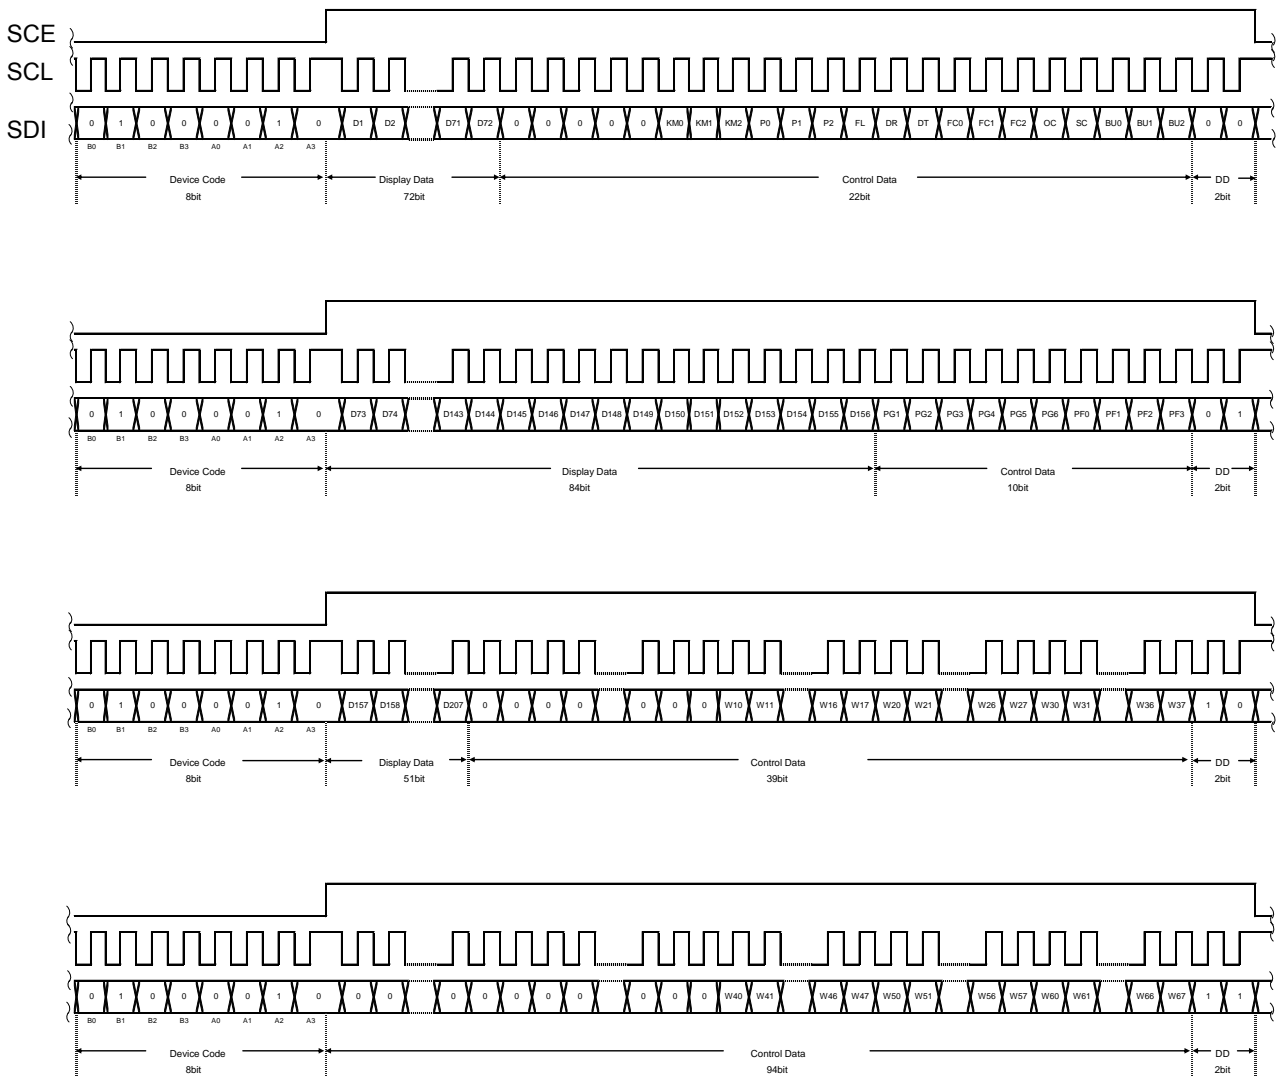 SCE
SCL
SDI
0 1 0 0 0 0 1 0 D1 D2 D71 D72 0 0 0 0 0 KM0 KM1 KM2 P0 P1 P2 FL DR DT FC0 FC1 FC2 OC SC BU0 BU1 BU2 0 0
B0 B1 B2 B3 A0 A1 A2 A3
Device Code Display Data Control Data DD
8bit 72bit 22bit 2bit
0 1 0 0 0 0 1 0 D73 D74 D143 D144 D145 D146 D147 D148 D149 D150 D151 D152 D153 D154 D155 D156 PG1 PG2 PG3 PG4 PG5 PG6 PF0 PF1 PF2 PF3 0 1
B0 B1 B2 B3 A0 A1 A2 A3
Device Code Display Data Control Data DD
8bit 84bit 10bit 2bit
0 1 0 0 0 0 1 0 D157 D158 D207 0 0 0 0 0 0 0 W10 W11 W16 W17 W20 W21 W26 W27 W30 W31 W36 W37 1 0
B0 B1 B2 B3 A0 A1 A2 A3
Device Code Display Data Control Data DD
8bit 51bit 39bit 2bit
0 1 0 0 0 0 1 0 0 0 0 0 0 0 0 0 0 0 W40 W41 W46 W47 W50 W51 W56 W57 W60 W61 W66 W67 1 1
B0 B1 B2 B3 A0 A1 A2 A3
Device Code Control Data DD
8bit 94bit 2bit